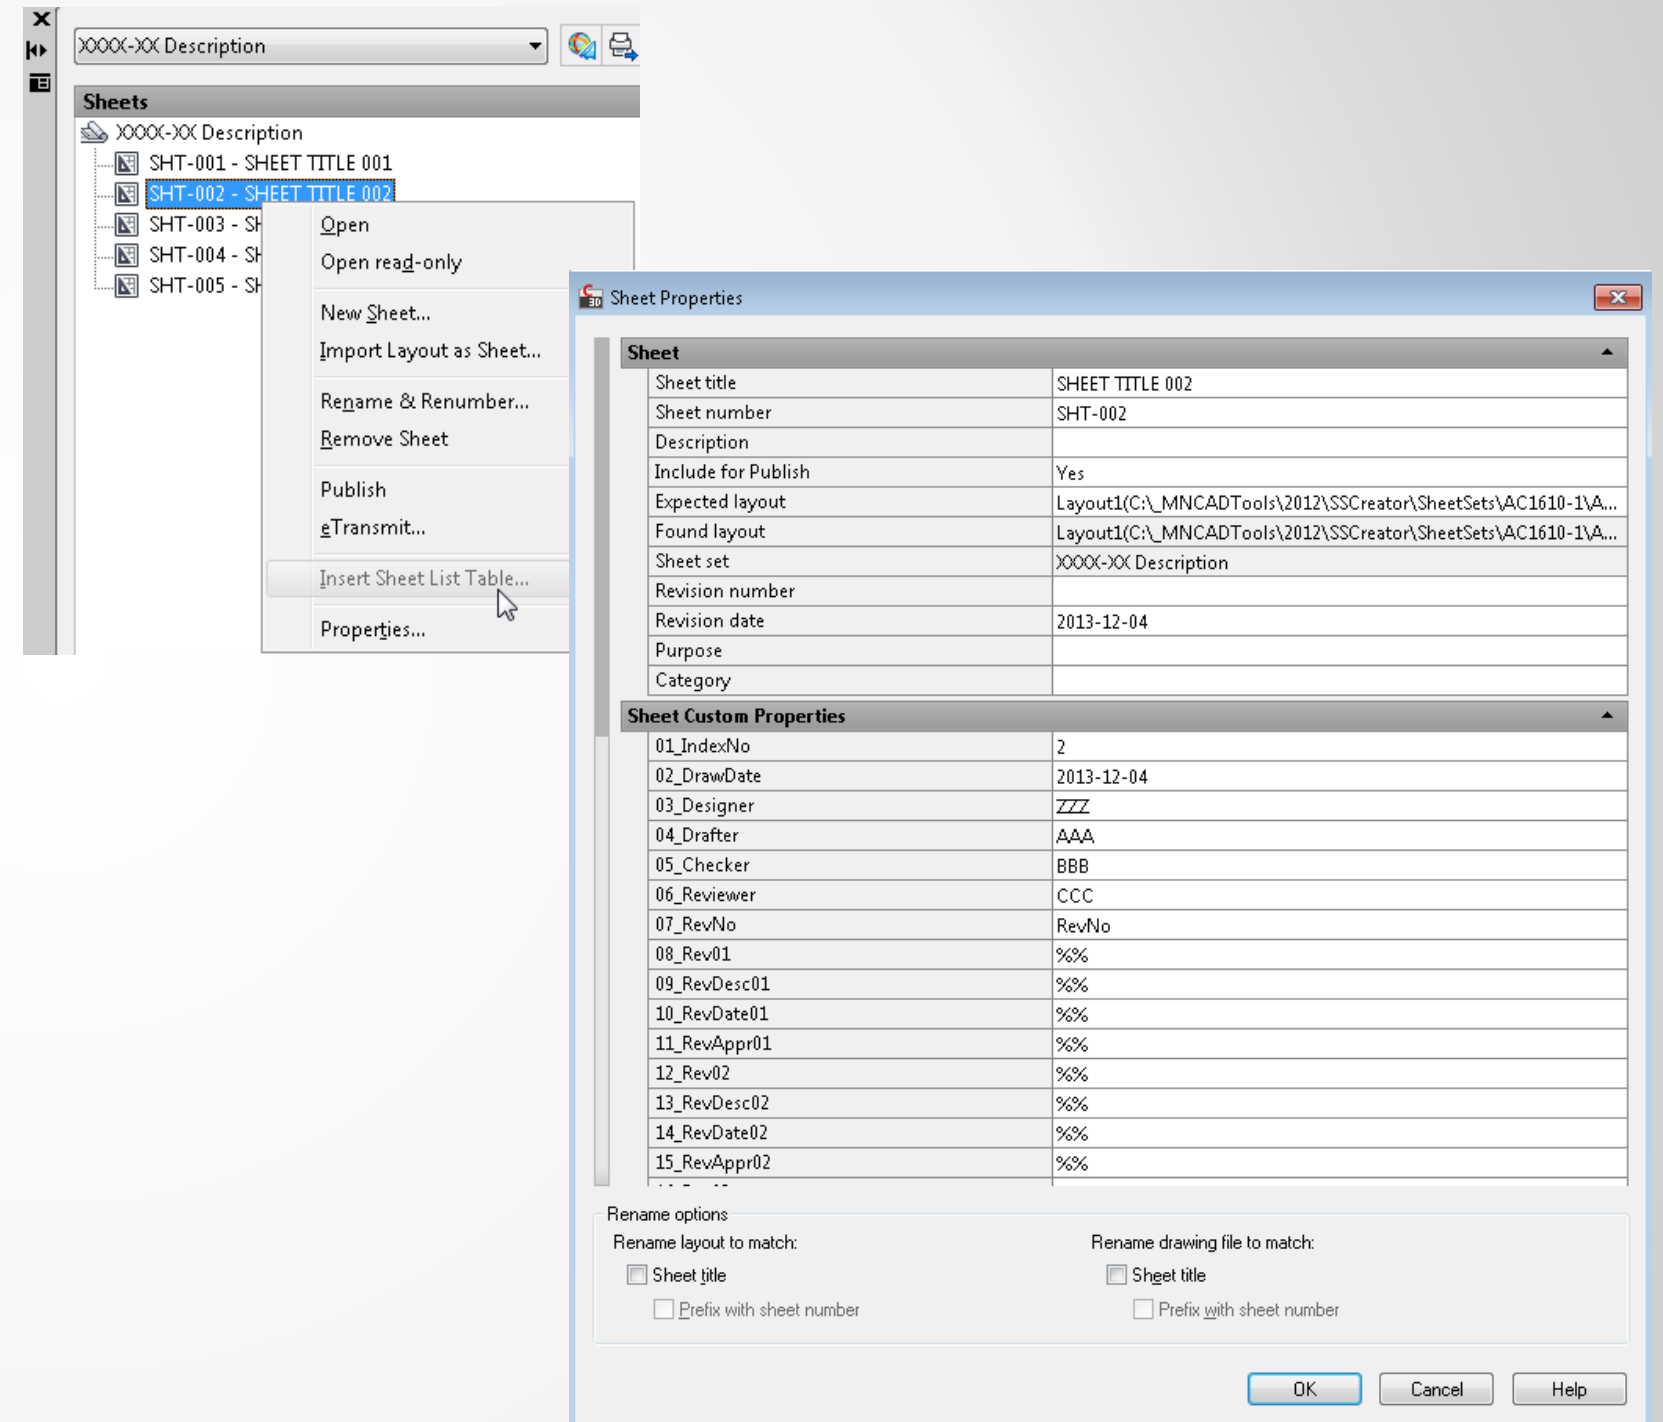 XXXX-XX Description
Sheets
XXXX-XX Description
SHT-001 - SHEET TITLE 001
SHT-002 - SHEET TITLE 002
SHT-003 - SH
SHT-004 - SH
SHT-005 - SH
Open
Open read-only
New Sheet...
Import Layout as Sheet...
Rename & Renumber...
Remove Sheet
Publish
eTransmit...
Insert Sheet List Table...
Properties...
Sheet Properties
Sheet
Sheet title SHEET TITLE 002
Sheet number SHT-002
Description
Include for Publish Yes
Expected layout Layout1(C:\_MNCADTools\2012\SSCreator\SheetSets\AC1610-1\A...
Found layout Layout1(C:\_MNCADTools\2012\SSCreator\SheetSets\AC1610-1\A...
Sheet set XXXX-XX Description
Revision number
Revision date 2013-12-04
Purpose
Category
Sheet Custom Properties
01_IndexNo 2
02_DrawDate 2013-12-04
03_Designer ZZZ
04_Drafter AAA
05_Checker BBB
06_Reviewer CCC
07_RevNo RevNo
08_Rev01 %%
09_RevDesc01 %%
10_RevDate01 %%
11_RevAppr01 %%
12_Rev02 %%
13_RevDesc02 %%
14_RevDate02 %%
15_RevAppr02 %%
Rename options
Rename layout to match:
Sheet title
Prefix with sheet number
Rename drawing file to match:
Sheet title
Prefix with sheet number
OK Cancel Help